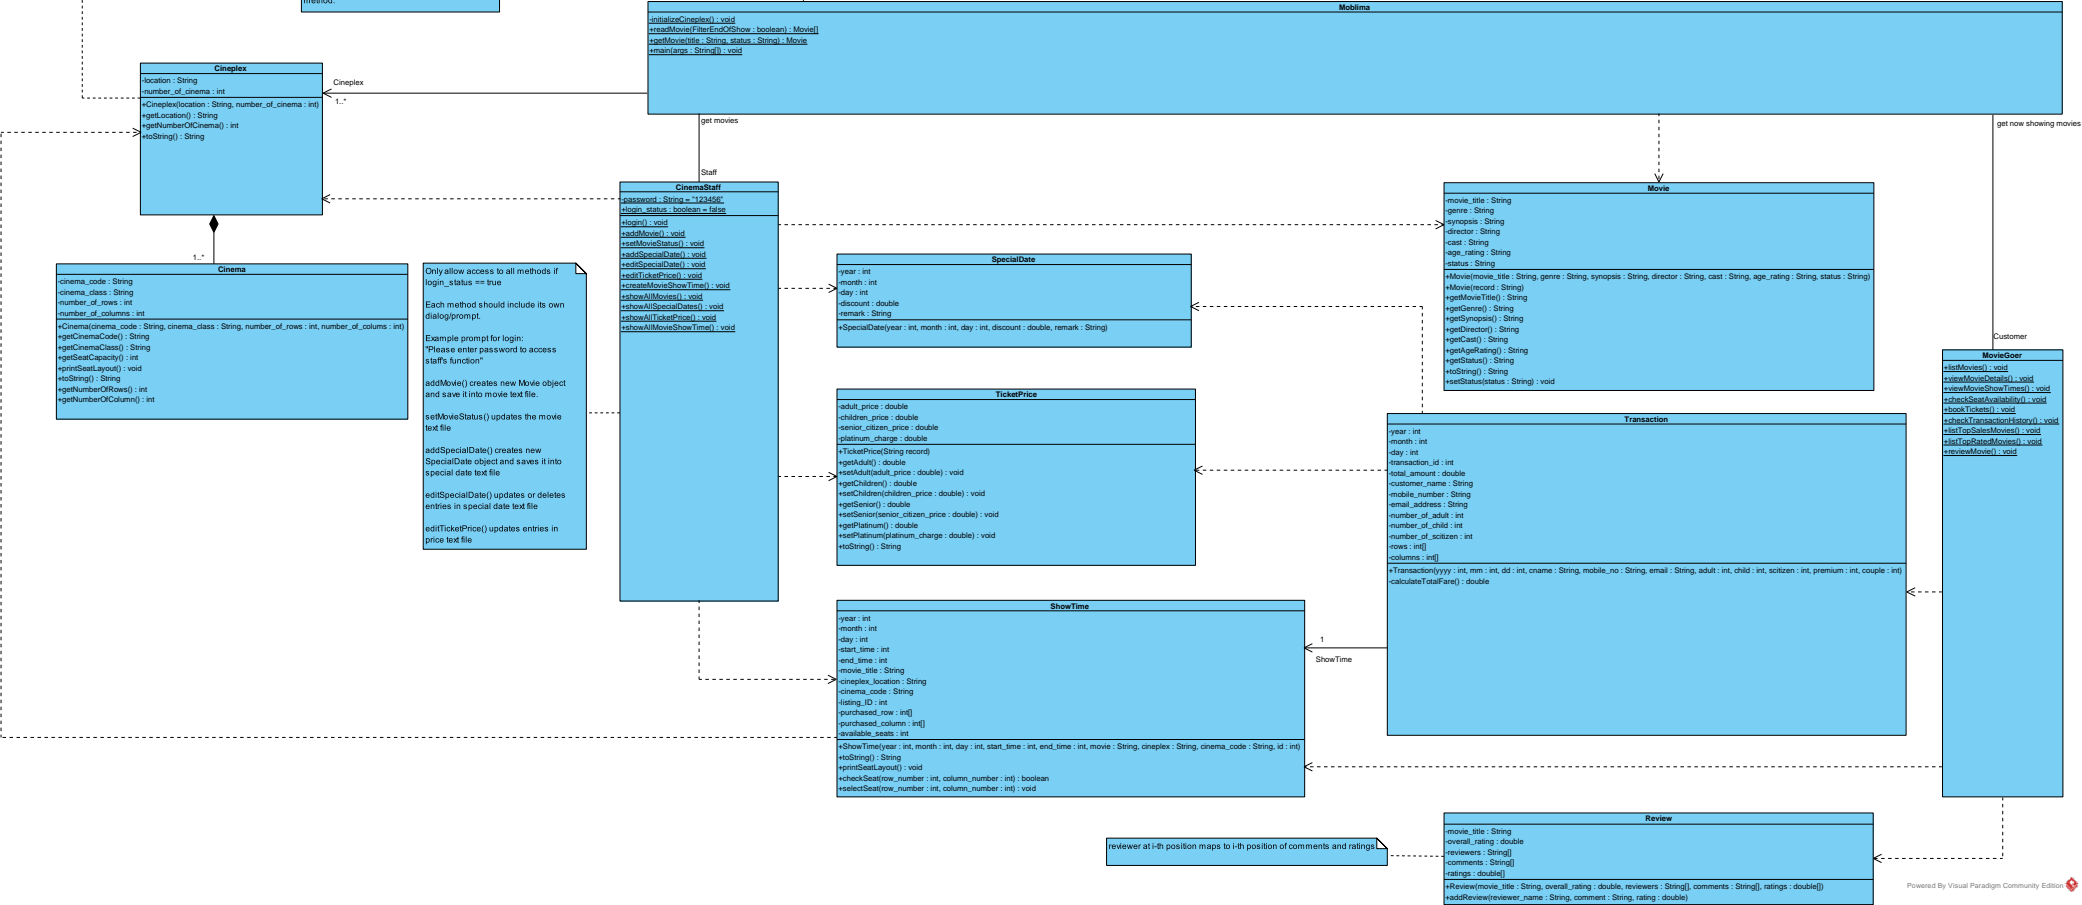 method.
Moblima
-initializeCineplex() : void
+readMovie(FilterEndOfShow : boolean) : Movie[]
+getMovie(title : String, status : String) : Movie
+main(args : String[]) : void
Cineplex
-location : String
-number_of_cinema : int
+Cineplex(location : String, number_of_cinema : int)
+getLocation() : String
+getNumberOfCinema() : int
+toString() : String
Cineplex
1..*
get movies
Staff
get now showing movies
Customer
1..*
Cinema
-cinema_code : String
-cinema_class : String
-number_of_rows : int
-number_of_columns : int
+Cinema(cinema_code : String, cinema_class : String, number_of_rows : int, number_of_colums : int)
+getCinemaCode() : String
+getCinemaClass() : String
+getSeatCapacity() : int
+printSeatLayout() : void
+toString() : String
+getNumberOfRows() : int
+getNumberOfColumn() : int
Only allow access to all methods if
login_status == true
Each method should include its own
dialog/prompt.
Example prompt for login:
"Please enter password to access
staff's function"
addMovie() creates new Movie object
and save it into movie text file.
setMovieStatus() updates the movie
text file
addSpecialDate() creates new
SpecialDate object and saves it into
special date text file
editSpecialDate() updates or deletes
entries in special date text file
editTicketPrice() updates entries in
price text file
CinemaStaff
-password : String = "123456"
+login_status : boolean = false
+login() : void
+addMovie() : void
+setMovieStatus() : void
+addSpecialDate() : void
+editSpecialDate() : void
+editTicketPrice() : void
+createMovieShowTime() : void
+showAllMovies() : void
+showAllSpecialDates() : void
+showAllTicketPrice() : void
+showAllMovieShowTime() : void
SpecialDate
-year : int
-month : int
-day : int
-discount : double
-remark : String
+SpecialDate(year : int, month : int, day : int, discount : double, remark : String)
TicketPrice
-adult_price : double
-children_price : double
-senior_citizen_price : double
-platinum_charge : double
+TicketPrice(String record)
+getAdult() : double
+setAdult(adult_price : double) : void
+getChildren() : double
+setChildren(children_price : double) : void
+getSenior() : double
+setSenior(senior_citizen_price : double) : void
+getPlatinum() : double
+setPlatinum(platinum_charge : double) : void
+toString() : String
Movie
-movie_title : String
-genre : String
-synopsis : String
-director : String
-cast : String
-age_rating : String
-status : String
+Movie(movie_title : String, genre : String, synopsis : String, director : String, cast : String, age_rating : String, status : String)
+Movie(record : String)
+getMovieTitle() : String
+getGenre() : String
+getSynopsis() : String
+getDirector() : String
+getCast() : String
+getAgeRating() : String
+getStatus() : String
+toString() : String
+setStatus(status : String) : void
MovieGoer
+listMovies() : void
+viewMovieDetails() : void
+viewMovieShowTimes() : void
+checkSeatAvailability() : void
+bookTickets() : void
+checkTransactionHistory() : void
+listTopSalesMovies() : void
+listTopRatedMovies() : void
+reviewMovie() : void
Transaction
-year : int
-month : int
-day : int
-transaction_id : int
-total_amount : double
-customer_name : String
-mobile_number : String
-email_address : String
-number_of_adult : int
-number_of_child : int
-number_of_scitizen : int
-rows : int[]
-columns : int[]
+Transaction(yyyy : int, mm : int, dd : int, cname : String, mobile_no : String, email : String, adult : int, child : int, scitizen : int, premium : int, couple : int)
-calculateTotalFare() : double
1
ShowTime
ShowTime
-year : int
-month : int
-day : int
-start_time : int
-end_time : int
-movie_title : String
-cineplex_location : String
-cinema_code : String
-listing_ID : int
-purchased_row : int[]
-purchased_column : int[]
-available_seats : int
+ShowTime(year : int, month : int, day : int, start_time : int, end_time : int, movie : String, cineplex : String, cinema_code : String, id : int)
+toString() : String
+printSeatLayout() : void
+checkSeat(row_number : int, column_number : int) : boolean
+selectSeat(row_number : int, column_number : int) : void
reviewer at i-th position maps to i-th position of comments and ratings
Review
-movie_title : String
-overall_rating : double
-reviewers : String[]
-comments : String[]
-ratings : double[]
+Review(movie_title : String, overall_rating : double, reviewers : String[], comments : String[], ratings : double[])
+addReview(reviewer_name : String, comment : String, rating : double)
Powered By Visual Paradigm Community Edition